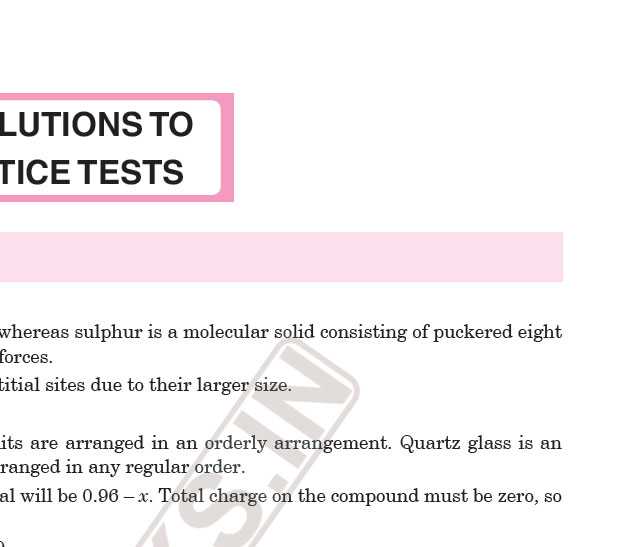 LUTIONS TO
TICE TESTS
whereas sulphur is a molecular solid consisting of puckered eight
forces.
titial sites due to their larger size.
its are arranged in an orderly arrangement. Quartz glass is an
ranged in any regular order.
al will be 0.96 – x. Total charge on the compound must be zero, so
KS.IN